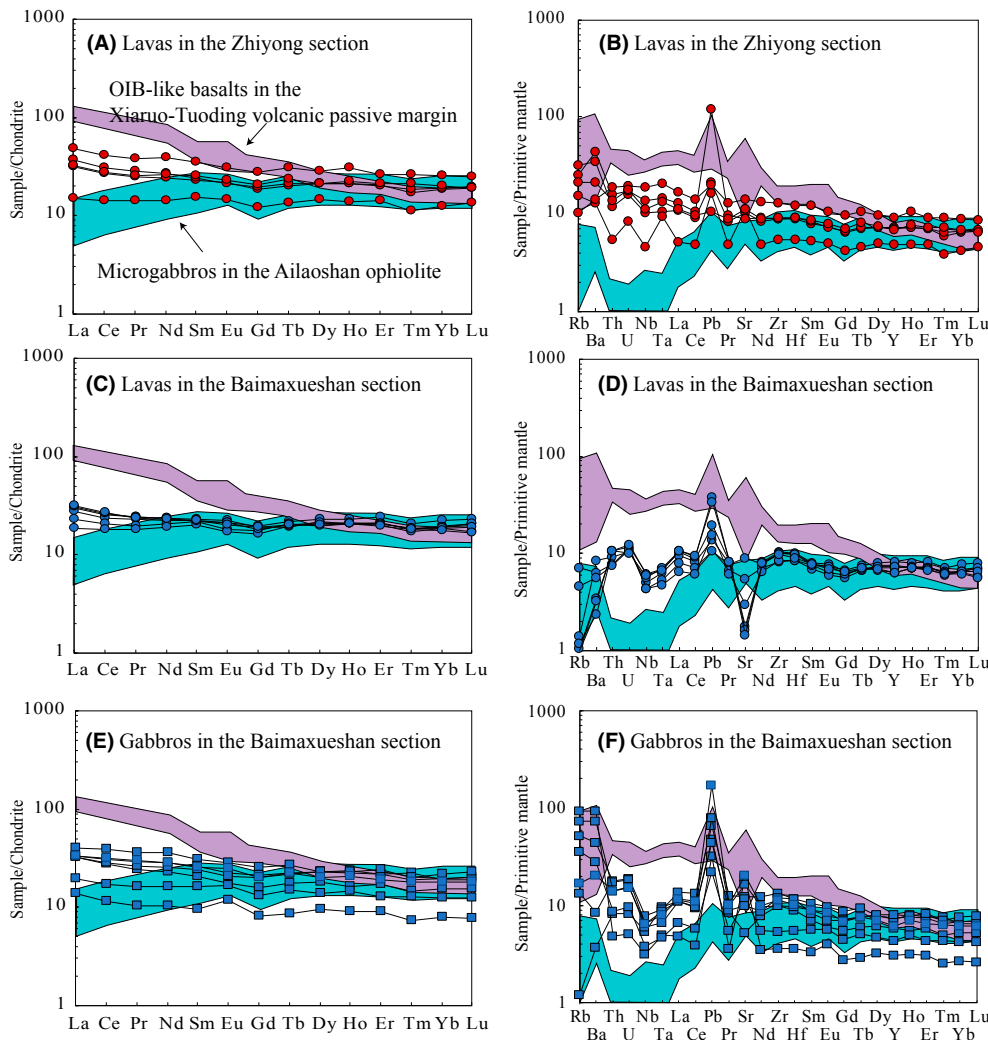 1000
(A) Lavas in the Zhiyong section
OIB-like basalts in the
Xiaruo-Tuoding volcanic passive margin
100
10
1
Sample/Chondrite
Microgabbros in the Ailaoshan ophiolite
La Ce Pr Nd Sm Eu Gd Tb Dy Ho Er Tm Yb Lu
1000
(B) Lavas in the Zhiyong section
100
10
1
Sample/Primitive mantle
Rb Th Nb La Pb Sr Zr Sm Gd Dy Ho Tm Lu
Ba U Ta Ce Pr Nd Hf Eu Tb Y Er Yb
1000
(C) Lavas in the Baimaxueshan section
100
10
1
Sample/Chondrite
La Ce Pr Nd Sm Eu Gd Tb Dy Ho Er Tm Yb Lu
1000
(D) Lavas in the Baimaxueshan section
100
10
1
Sample/Primitive mantle
Rb Th Nb La Pb Sr Zr Sm Gd Dy Ho Tm Lu
Ba U Ta Ce Pr Nd Hf Eu Tb Y Er Yb
1000
(E) Gabbros in the Baimaxueshan section
100
10
1
Sample/Chondrite
La Ce Pr Nd Sm Eu Gd Tb Dy Ho Er Tm Yb Lu
1000
(F) Gabbros in the Baimaxueshan section
100
10
1
Sample/Primitive mantle
Rb Th Nb La Pb Sr Zr Sm Gd Dy Ho Tm Lu
Ba U Ta Ce Pr Nd Hf Eu Tb Y Er Yb